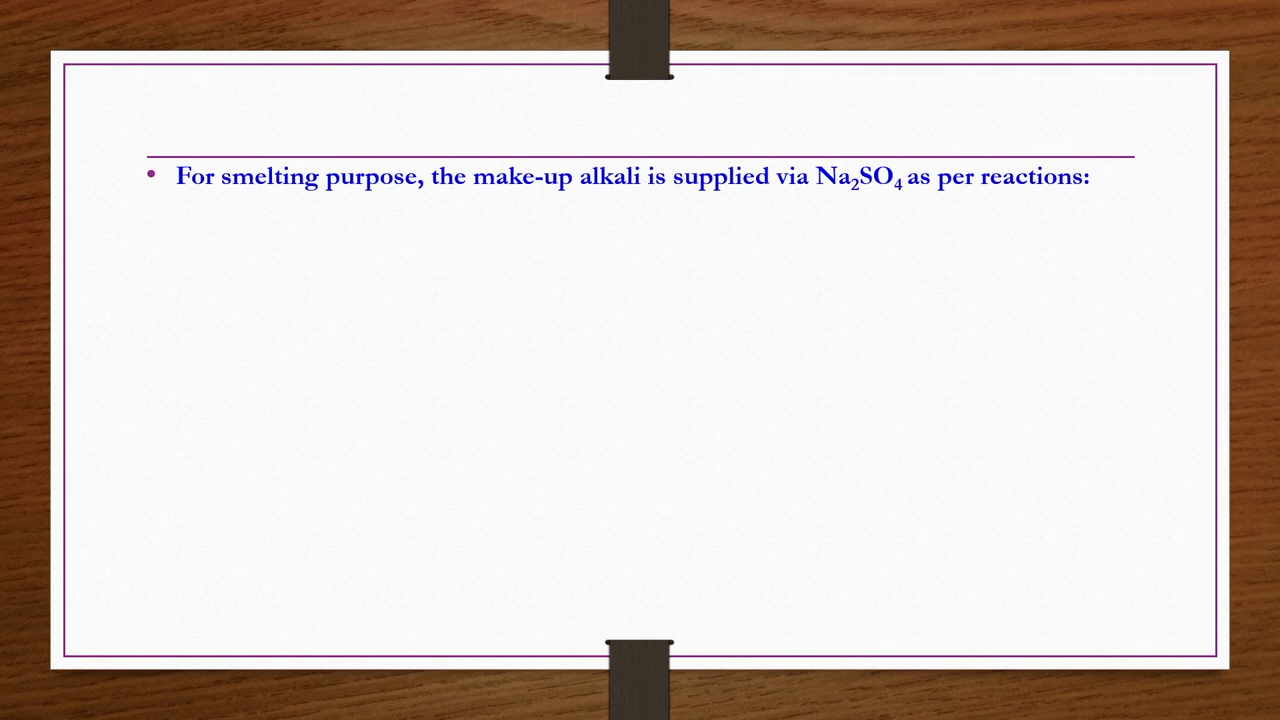 • For smelting purpose, the make-up alkali is supplied via Na₂SO₄ as per reactions: